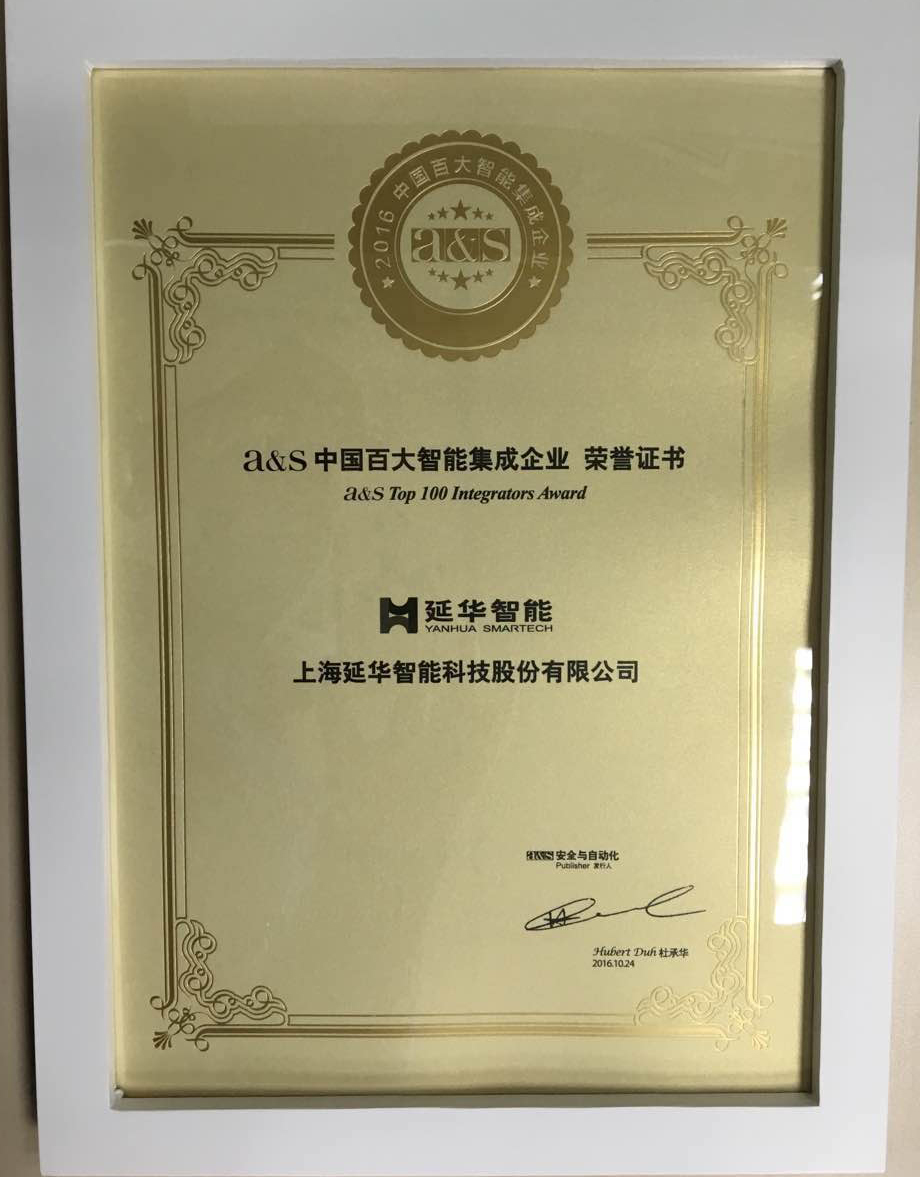 2016 中国百大智能集成企业
a&s
a&s 中国百大智能集成企业 荣誉证书
a&s Top 100 Integrators Award
延华智能
YANHUA SMARTECH
上海延华智能科技股份有限公司
a&s 安全与自动化
Publisher 发行人
Hubert Duh 杜承华
2016.10.24